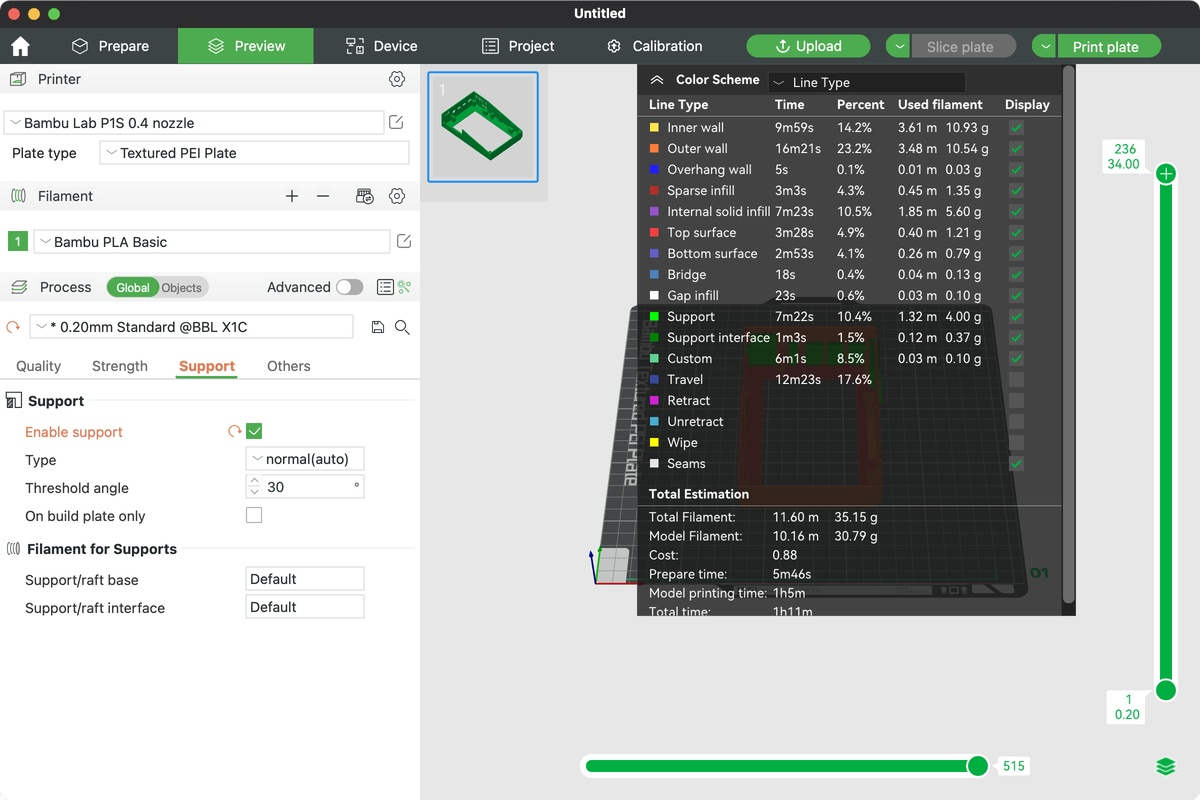 Untitled
Prepare
Preview
Device
Project
Calibration
Upload
Slice plate
Print plate
Printer
Bambu Lab P1S 0.4 nozzle
Plate type Textured PEI Plate
Filament
1 Bambu PLA Basic
Process Global Objects Advanced
* 0.20mm Standard @BBL X1C
Quality Strength Support Others
Support
Enable support
Type normal(auto)
Threshold angle 30 °
On build plate only
Filament for Supports
Support/raft base Default
Support/raft interface Default
1
Color Scheme Line Type
Line Type Time Percent Used filament Display
Inner wall 9m59s 14.2% 3.61 m 10.93 g
Outer wall 16m21s 23.2% 3.48 m 10.54 g
Overhang wall 5s 0.1% 0.01 m 0.03 g
Sparse infill 3m3s 4.3% 0.45 m 1.35 g
Internal solid infill 7m23s 10.5% 1.85 m 5.60 g
Top surface 3m28s 4.9% 0.40 m 1.21 g
Bottom surface 2m53s 4.1% 0.26 m 0.79 g
Bridge 18s 0.4% 0.04 m 0.13 g
Gap infill 23s 0.6% 0.03 m 0.10 g
Support 7m22s 10.4% 1.32 m 4.00 g
Support interface 1m3s 1.5% 0.12 m 0.37 g
Custom 6m1s 8.5% 0.03 m 0.10 g
Travel 12m23s 17.6%
Retract
Unretract
Wipe
Seams
Total Estimation
Total Filament: 11.60 m 35.15 g
Model Filament: 10.16 m 30.79 g
Cost: 0.88
Prepare time: 5m46s
Model printing time: 1h5m
Total time: 1h11m
01
236
34.00
1
0.20
515